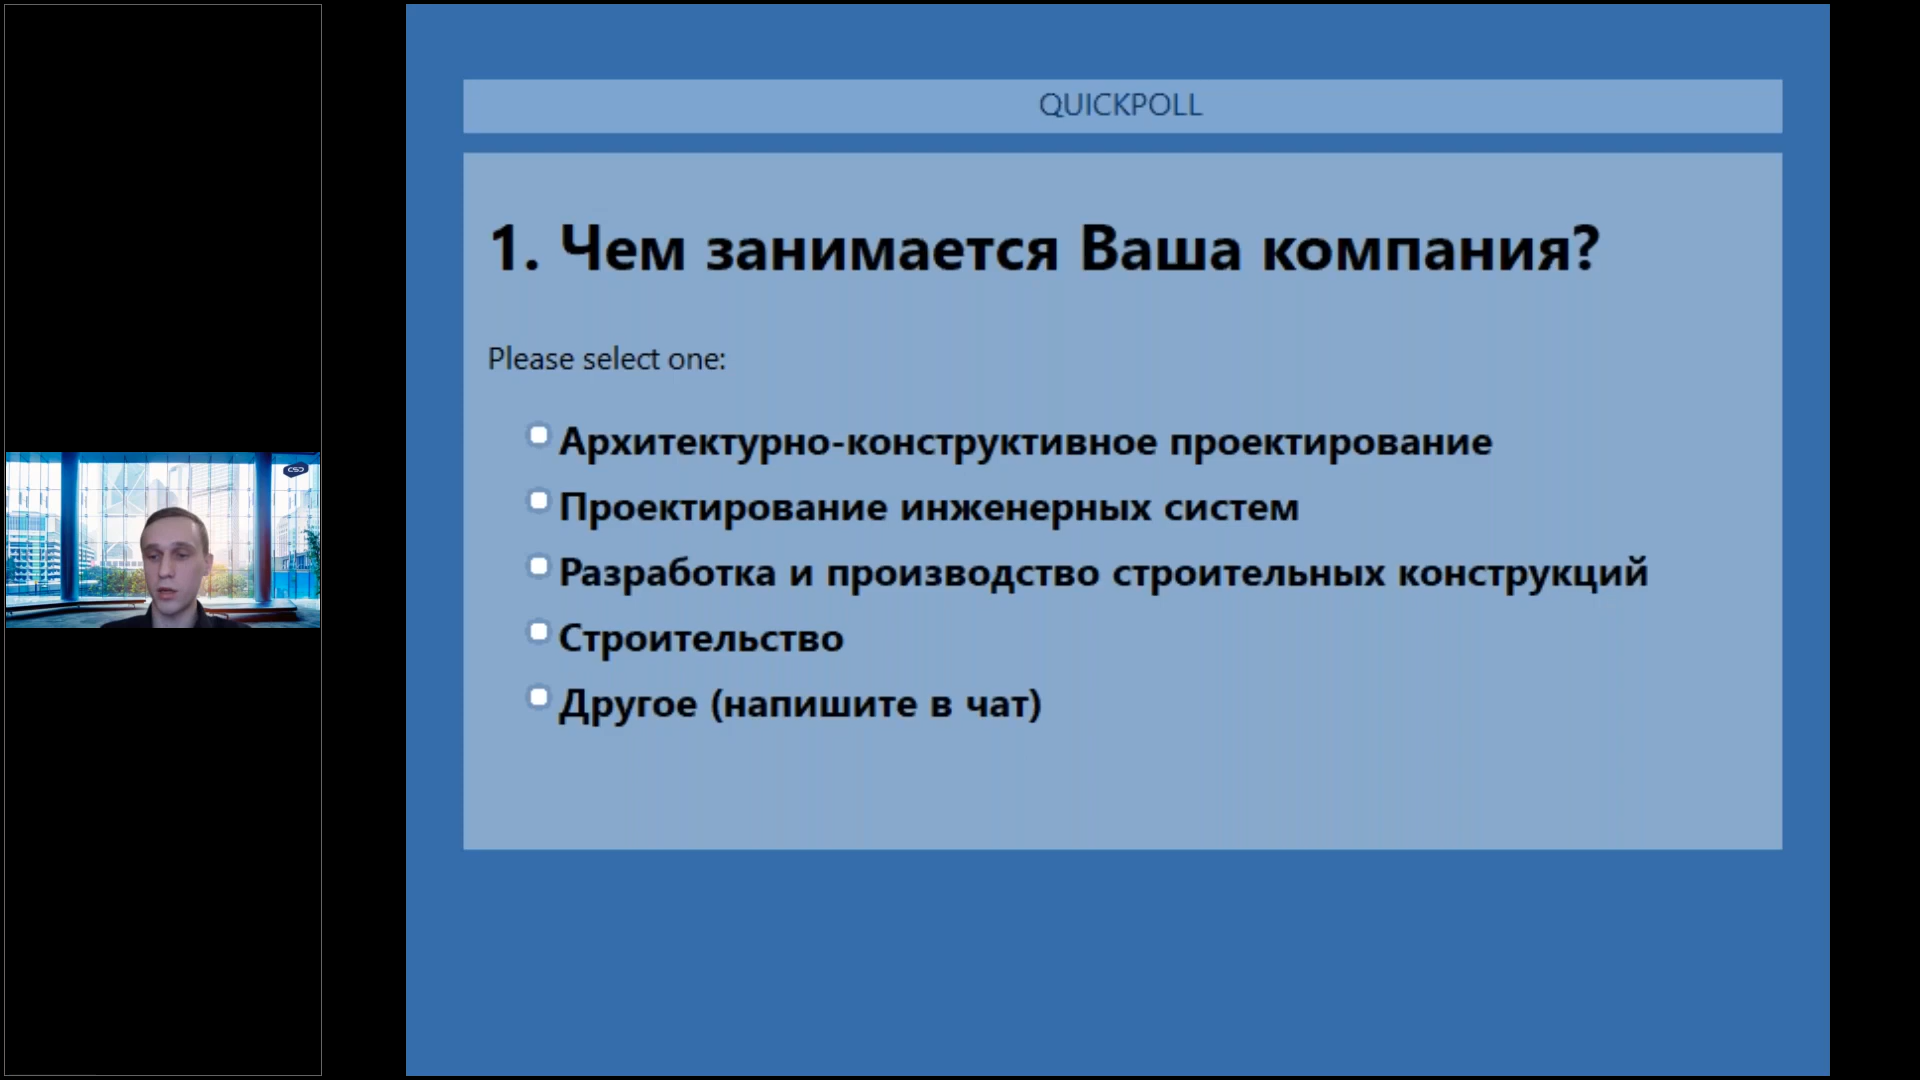 QUICKPOLL
1. Чем занимается Ваша компания?
Please select one:
Архитектурно-конструктивное проектирование
Проектирование инженерных систем
Разработка и производство строительных конструкций
Строительство
Другое (напишите в чат)
CSD